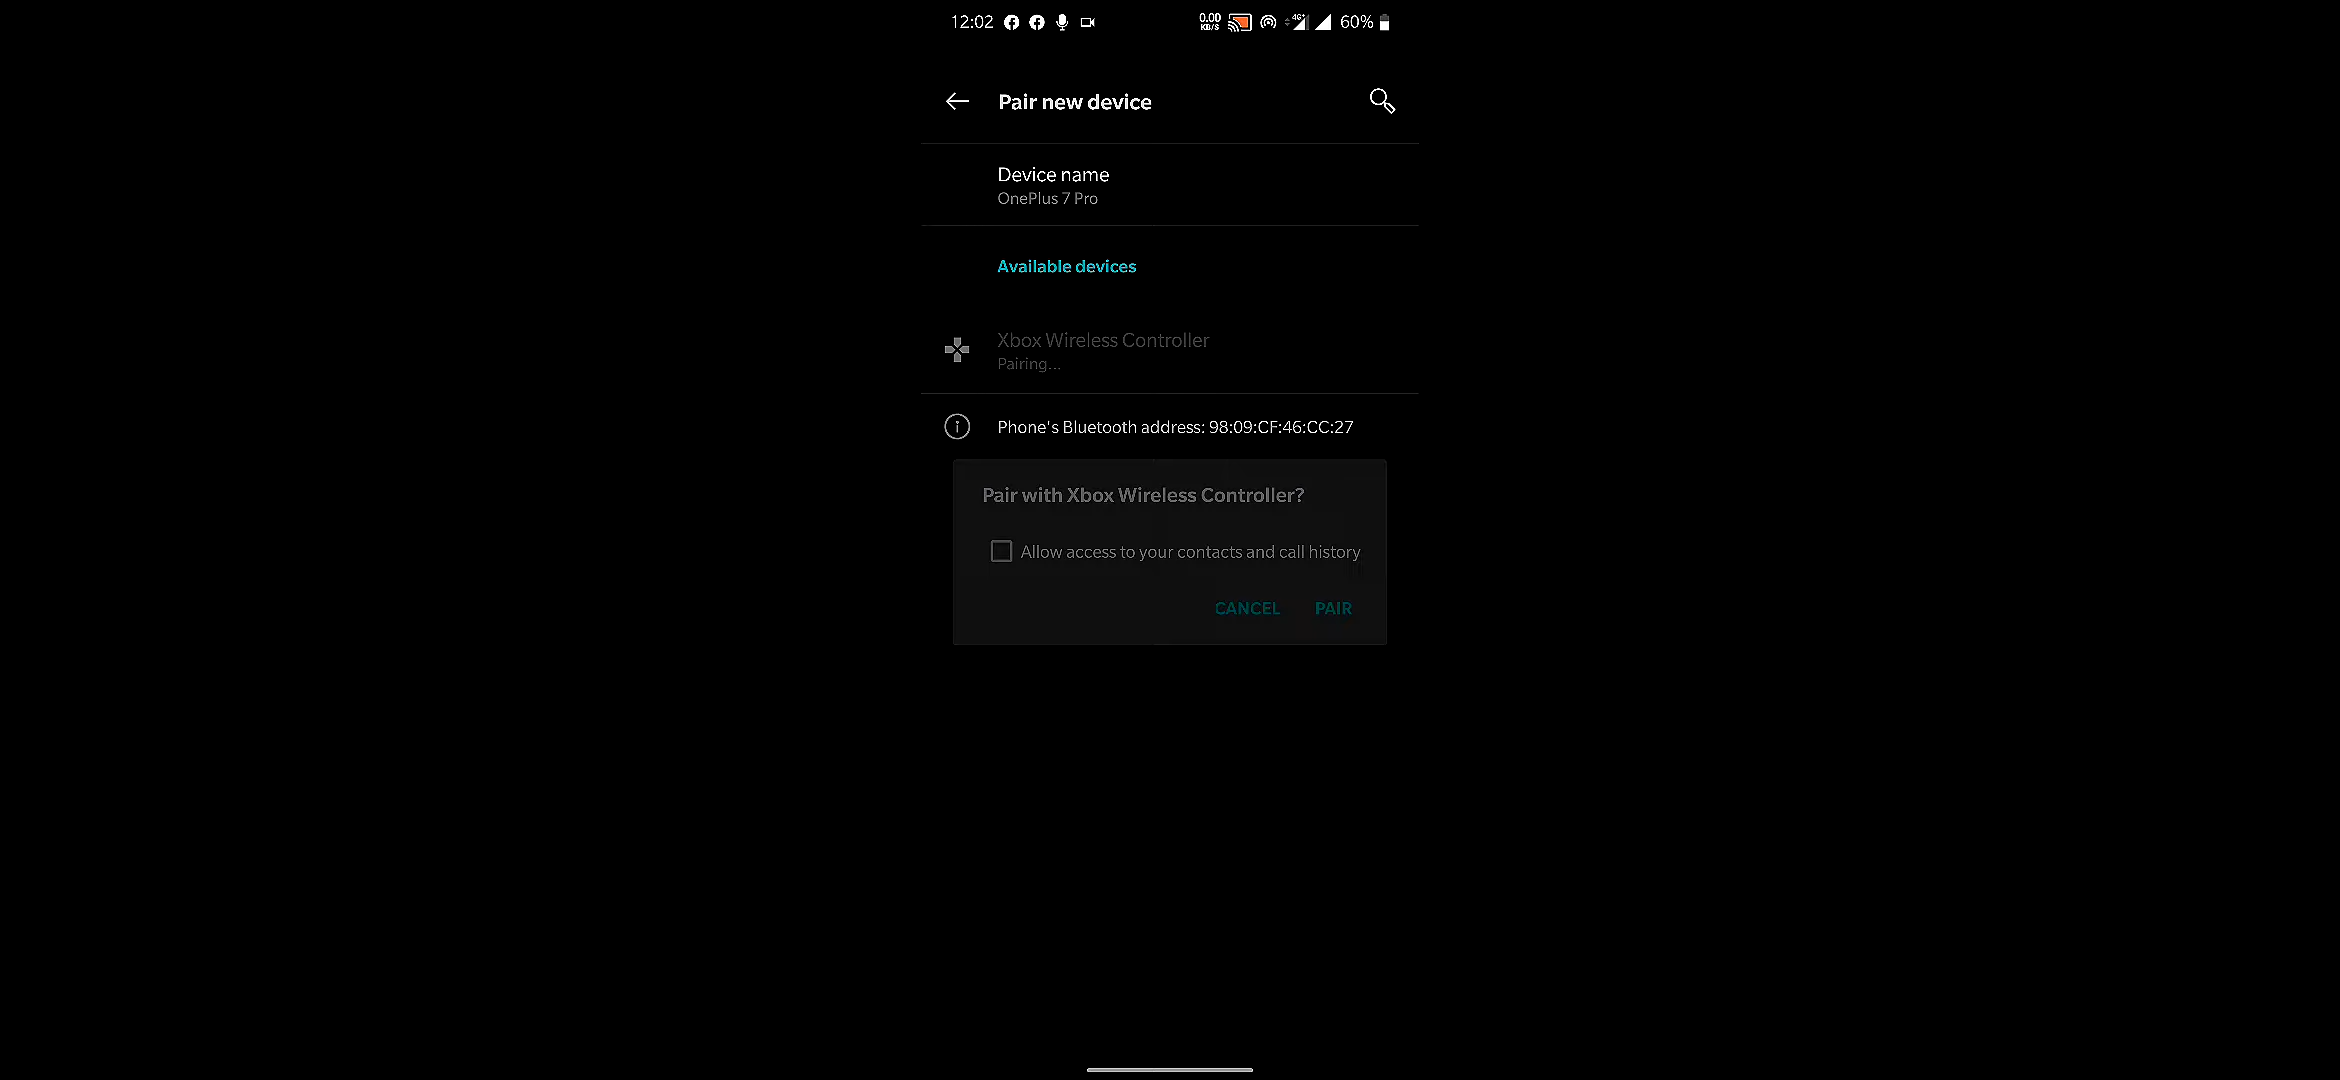 12:02 0.00 KB/S 4G+ 60%
Pair new device
Device name
OnePlus 7 Pro
Available devices
Xbox Wireless Controller
Pairing...
Phone's Bluetooth address: 98:09:CF:46:CC:27
Pair with Xbox Wireless Controller?
Allow access to your contacts and call history
CANCEL PAIR